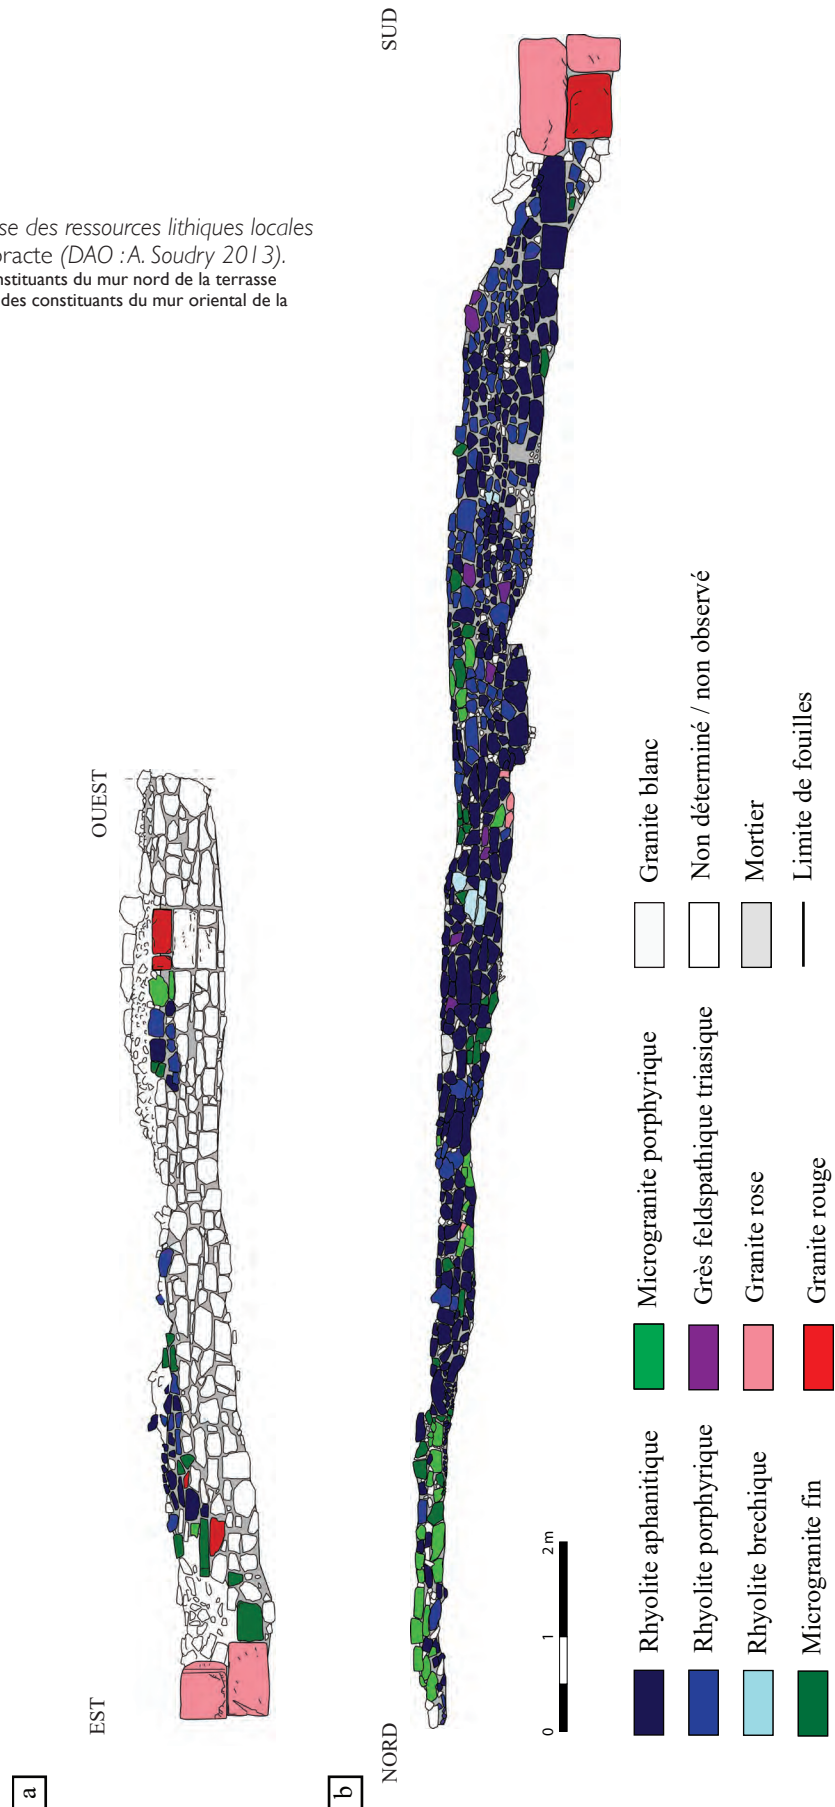 se des ressources lithiques locales
bracte (DAO : A. Soudry 2013).
nstituants du mur nord de la terrasse
des constituants du mur oriental de la
a
EST
OUEST
b
NORD
SUD
0 1 2 m
Rhyolite aphanitique
Rhyolite porphyrique
Rhyolite brechique
Microgranite fin
Microgranite porphyrique
Grès feldspathique triasique
Granite rose
Granite rouge
Granite blanc
Non déterminé / non observé
Mortier
Limite de fouilles